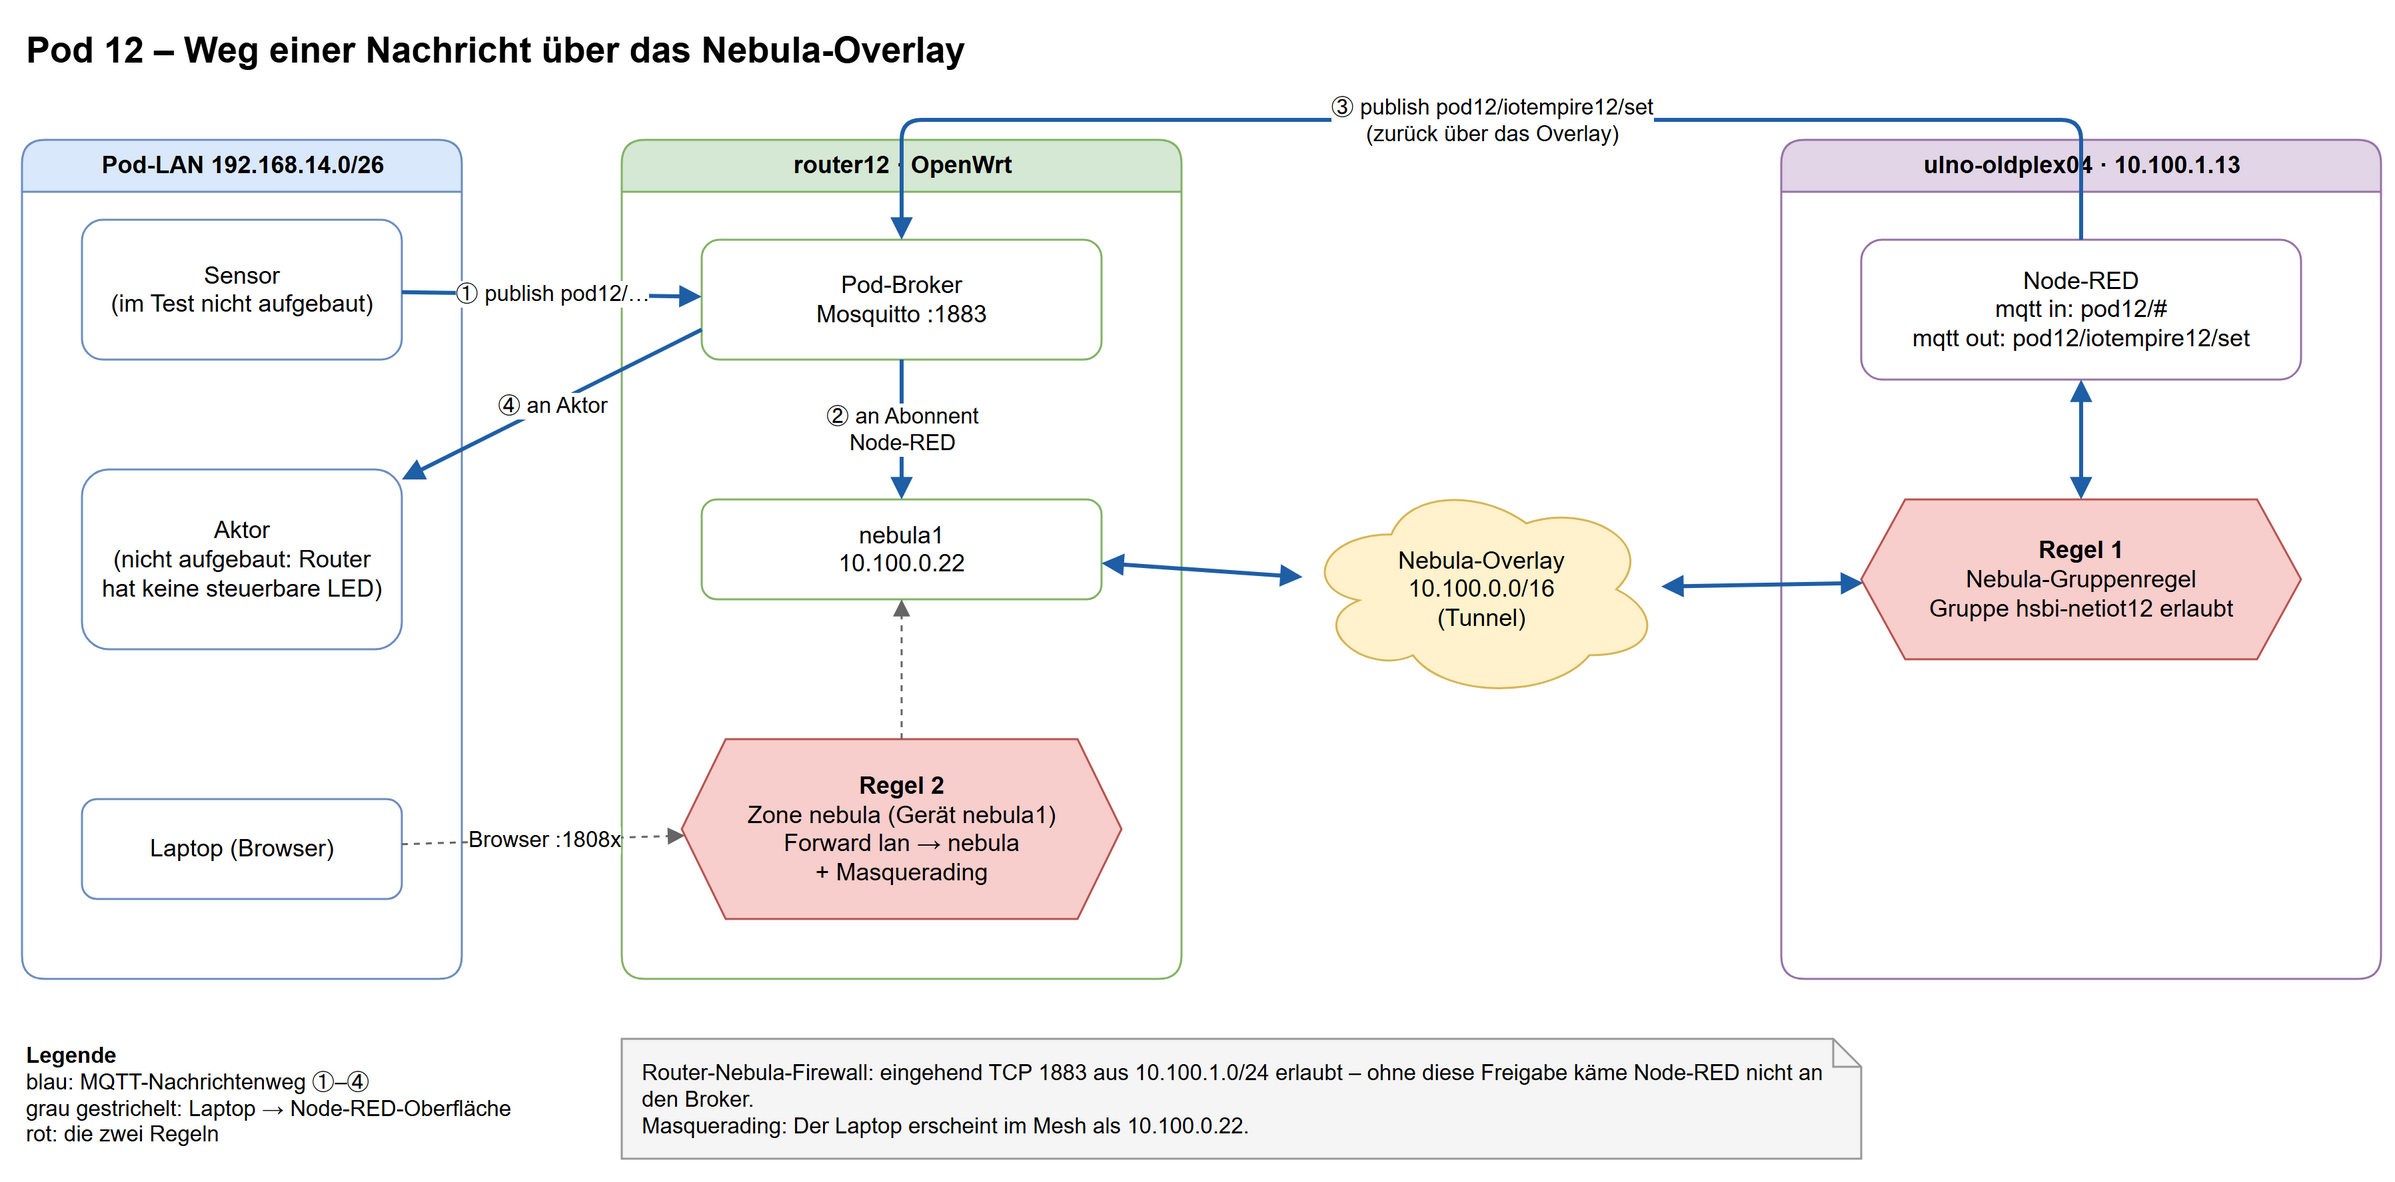 Pod 12 – Weg einer Nachricht über das Nebula-Overlay
③ publish pod12/iotempire12/set
(zurück über das Overlay)
Pod-LAN 192.168.14.0/26
router12 · OpenWrt
ulno-oldplex04 · 10.100.1.13
Sensor
(im Test nicht aufgebaut)
① publish pod12/…
Pod-Broker
Mosquitto :1883
Node-RED
mqtt in: pod12/#
mqtt out: pod12/iotempire12/set
④ an Aktor
② an Abonnent
Node-RED
Aktor
(nicht aufgebaut: Router
hat keine steuerbare LED)
nebula1
10.100.0.22
Nebula-Overlay
10.100.0.0/16
(Tunnel)
Regel 1
Nebula-Gruppenregel
Gruppe hsbi-netiot12 erlaubt
Laptop (Browser)
Browser :1808x
Regel 2
Zone nebula (Gerät nebula1)
Forward lan → nebula
+ Masquerading
Legende
blau: MQTT-Nachrichtenweg ①–④
grau gestrichelt: Laptop → Node-RED-Oberfläche
rot: die zwei Regeln
Router-Nebula-Firewall: eingehend TCP 1883 aus 10.100.1.0/24 erlaubt – ohne diese Freigabe käme Node-RED nicht an
den Broker.
Masquerading: Der Laptop erscheint im Mesh als 10.100.0.22.